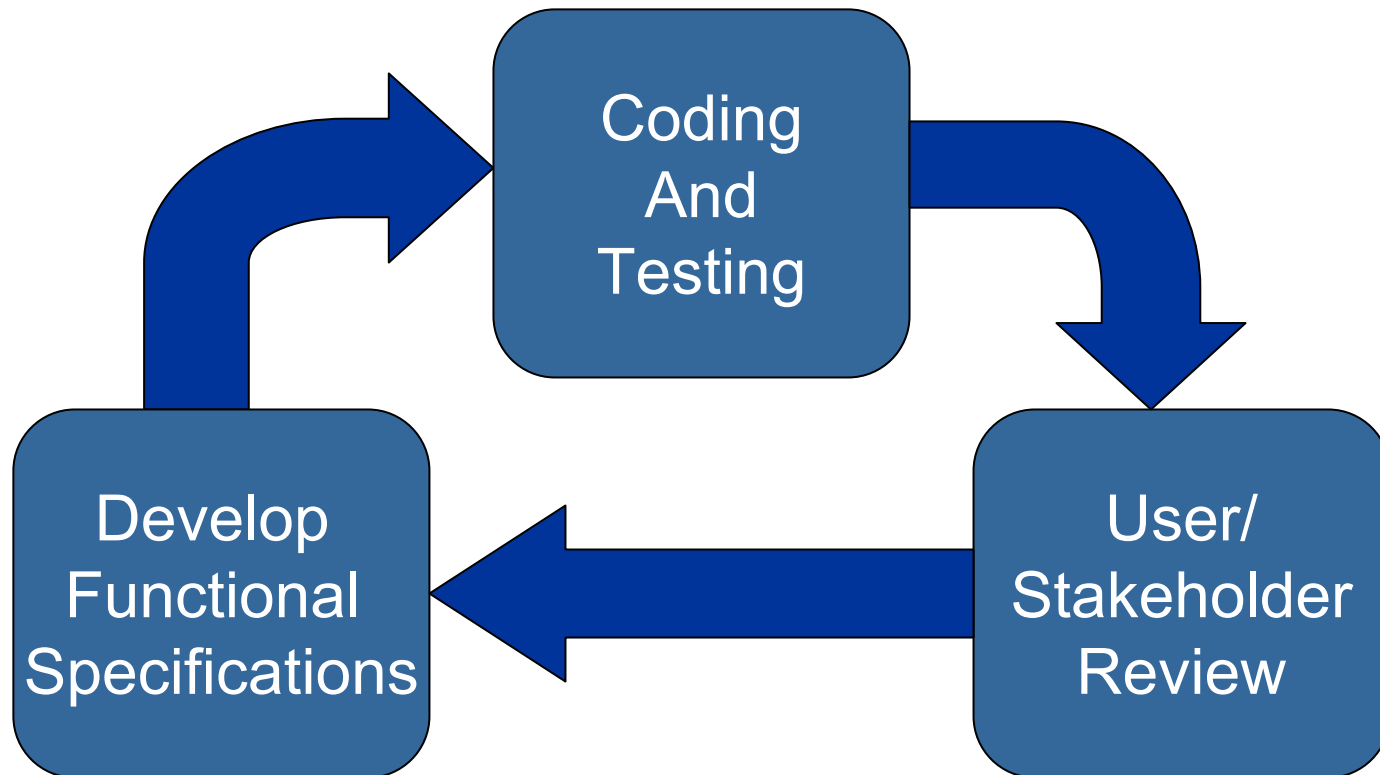 Coding
And
Testing
Develop
Functional
Specifications
User/
Stakeholder
Review